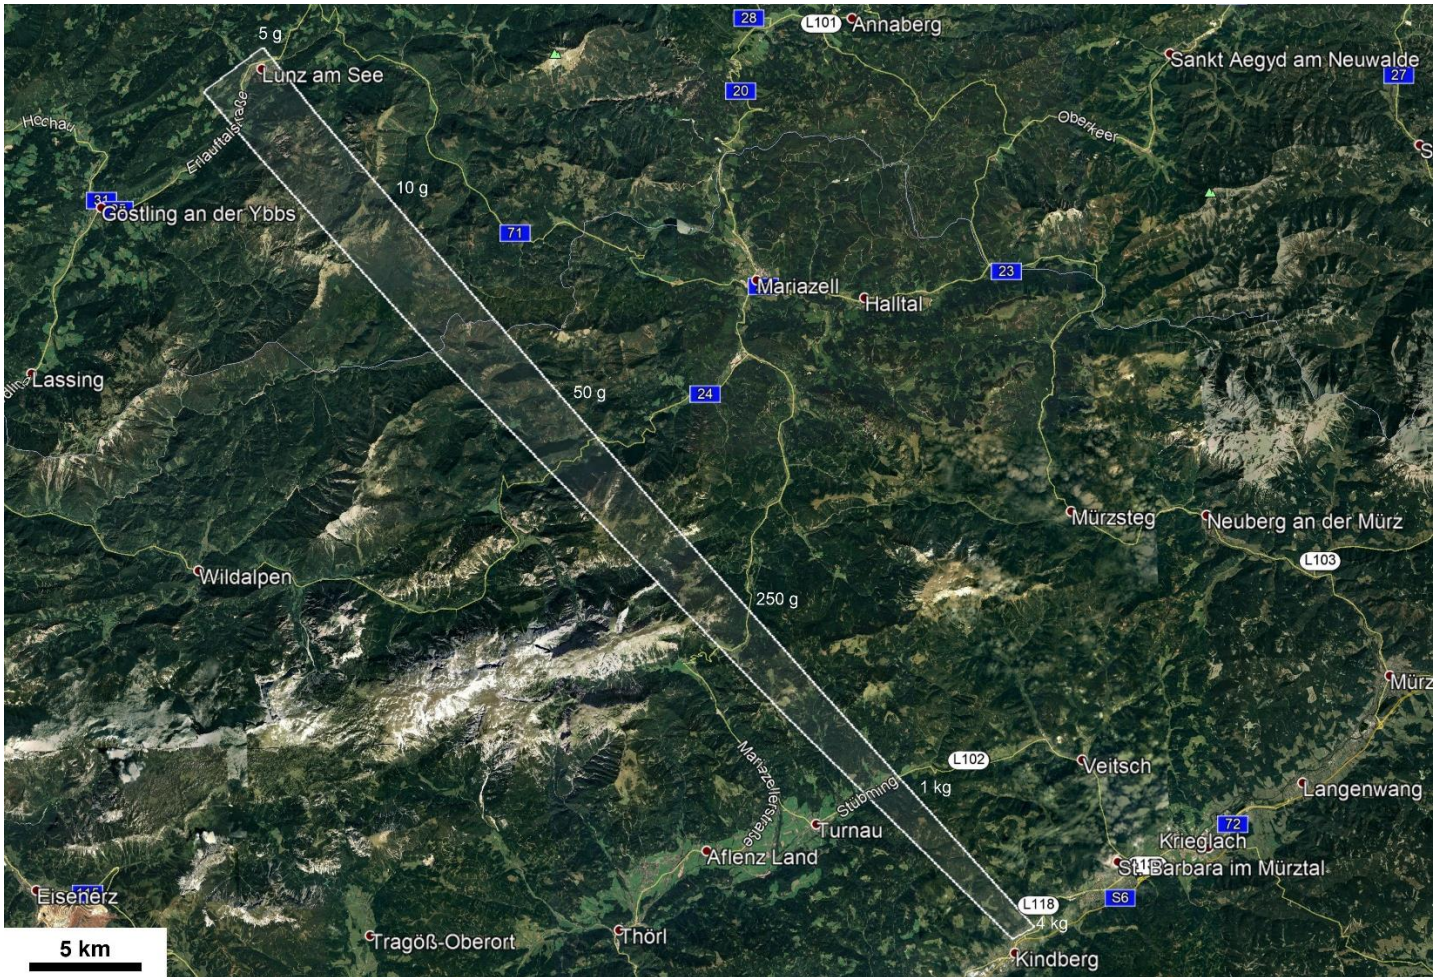 28
L101
Annaberg
5 g
Lunz am See
Sankt Aegyd am Neuwalde
27
20
Hochau
Erlauftalstraße
Oberkeer
S
10 g
31
Göstling an der Ybbs
71
23
Mariazell
Halltal
Lassing
50 g
24
Mürzsteg
Neuberg an der Mürz
L103
Wildalpen
250 g
Mürz
Mariazellerstraße
L102
Veitsch
1 kg
Stübming
Langenwang
Turnau
72
Krieglach
Aflenz Land
St. Barbara im Mürztal
Eisenerz
S6
L118
4 kg
Thörl
Tragöß-Oberort
5 km
Kindberg